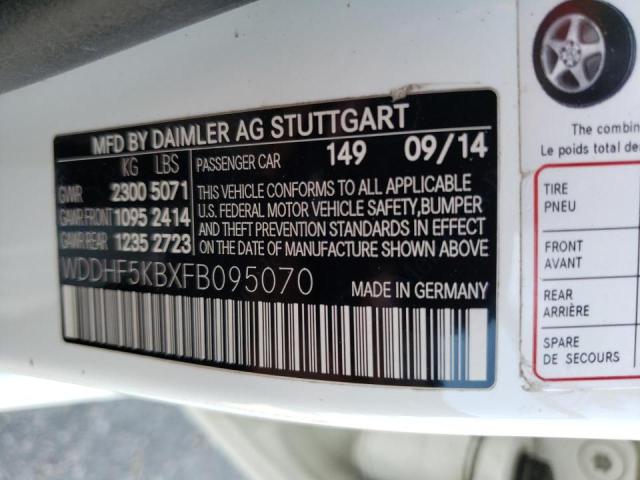 MFD BY DAIMLER AG STUTTGART
KG LBS
GVWR 2300 5071
GAWR FRONT 1095 2414
GAWR REAR 1235 2723
PASSENGER CAR 149 09/14
THIS VEHICLE CONFORMS TO ALL APPLICABLE
U.S. FEDERAL MOTOR VEHICLE SAFETY,BUMPER
AND THEFT PREVENTION STANDARDS IN EFFECT
ON THE DATE OF MANUFACTURE SHOWN ABOVE
WDDHF5KBXFB095070
MADE IN GERMANY
The combin
Le poids total der
TIRE
PNEU
FRONT
AVANT
REAR
ARRIÈRE
SPARE
DE SECOURS